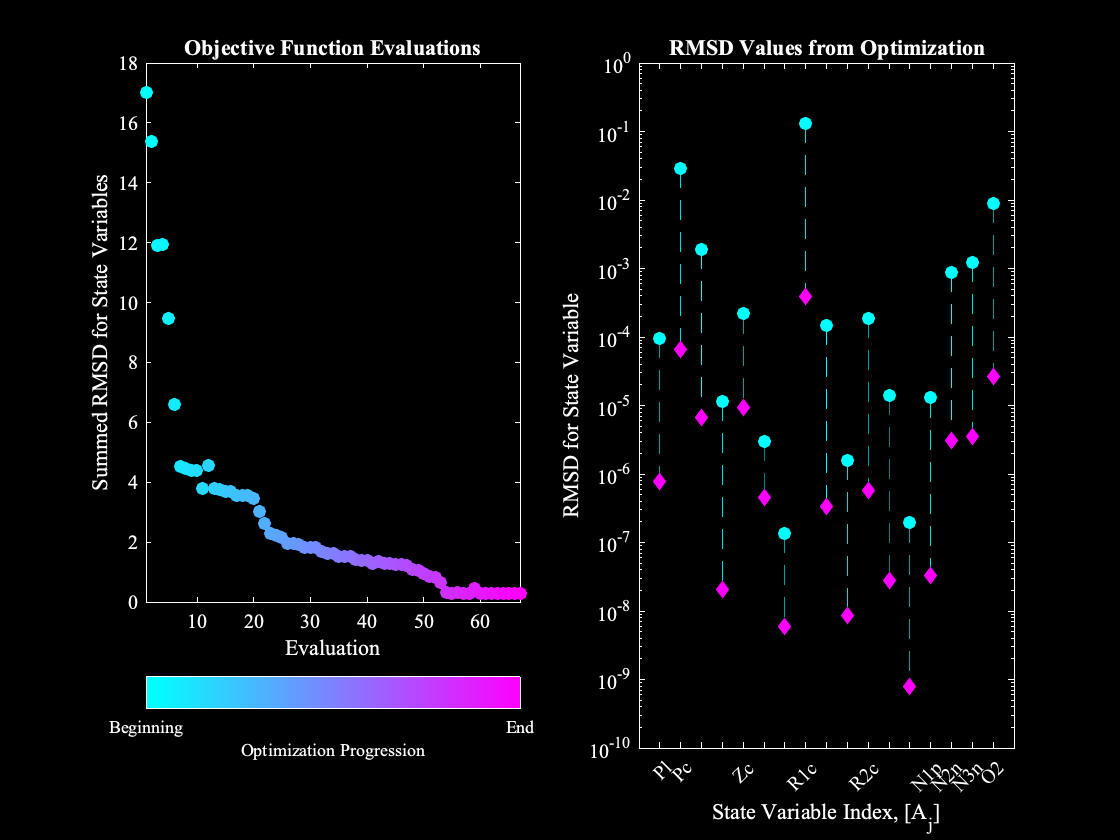 Objective Function Evaluations
18
16
14
12
10
8
6
4
2
0
Summed RMSD for State Variables
10 20 30 40 50 60
Evaluation
Beginning End
Optimization Progression
RMSD Values from Optimization
10^0
10^-1
10^-2
10^-3
10^-4
10^-5
10^-6
10^-7
10^-8
10^-9
10^-10
RMSD for State Variable
P1 Pc Zc R1c R2c N1p N2n N3n O2
State Variable Index, [A_j]